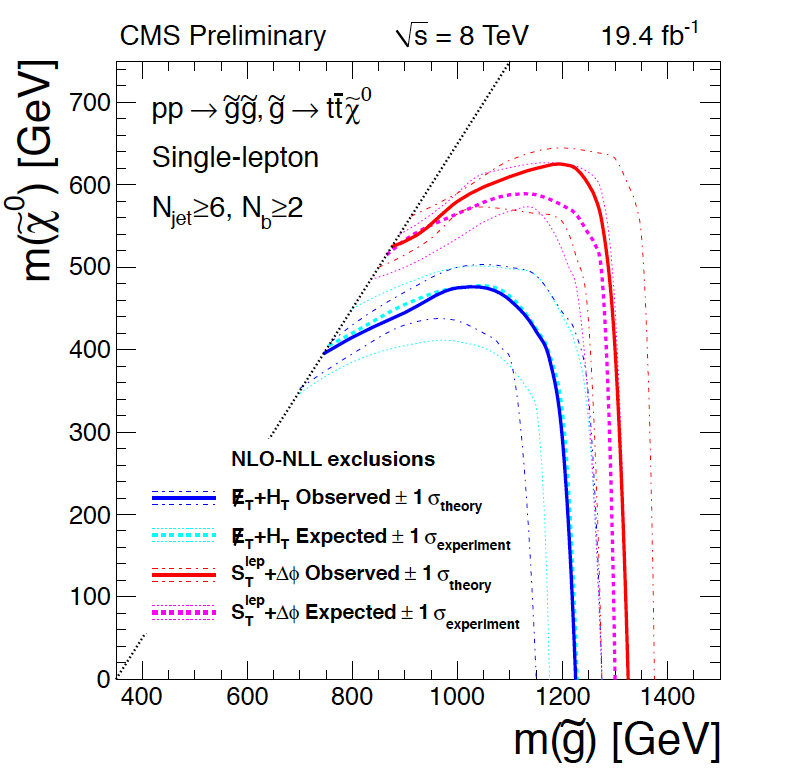 CMS Preliminary √s = 8 TeV 19.4 fb⁻¹
m(χ̃⁰) [GeV]
700
600
500
400
300
200
100
0
pp → g̃g̃, g̃ → tt̄χ̃⁰
Single-lepton
N_jet≥6, N_b≥2
NLO-NLL exclusions
E̸_T+H_T Observed ± 1 σ_theory
E̸_T+H_T Expected ± 1 σ_experiment
S_T^lep+Δϕ Observed ± 1 σ_theory
S_T^lep+Δϕ Expected ± 1 σ_experiment
400 600 800 1000 1200 1400
m(g̃) [GeV]